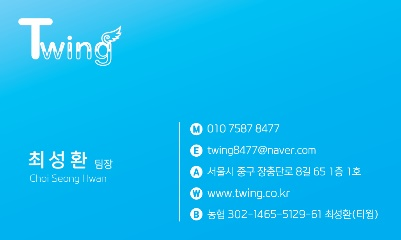 Twing
최성환 팀장
Choi Seong Hwan
M 010 7587 8477
E twing8477@naver.com
A 서울시 중구 장충단로 8길 65 1층 1호
W www.twing.co.kr
B 농협 302-1465-5129-61 최성환(티윙)